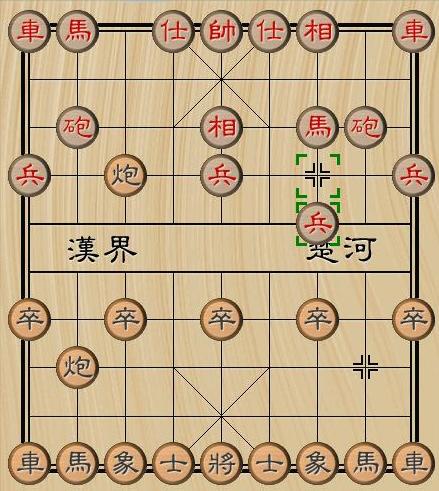 車馬仕帥仕相車
砲相馬砲
兵炮兵兵
兵
漢界 楚河
卒卒卒卒卒
炮
車馬象士將士象馬車